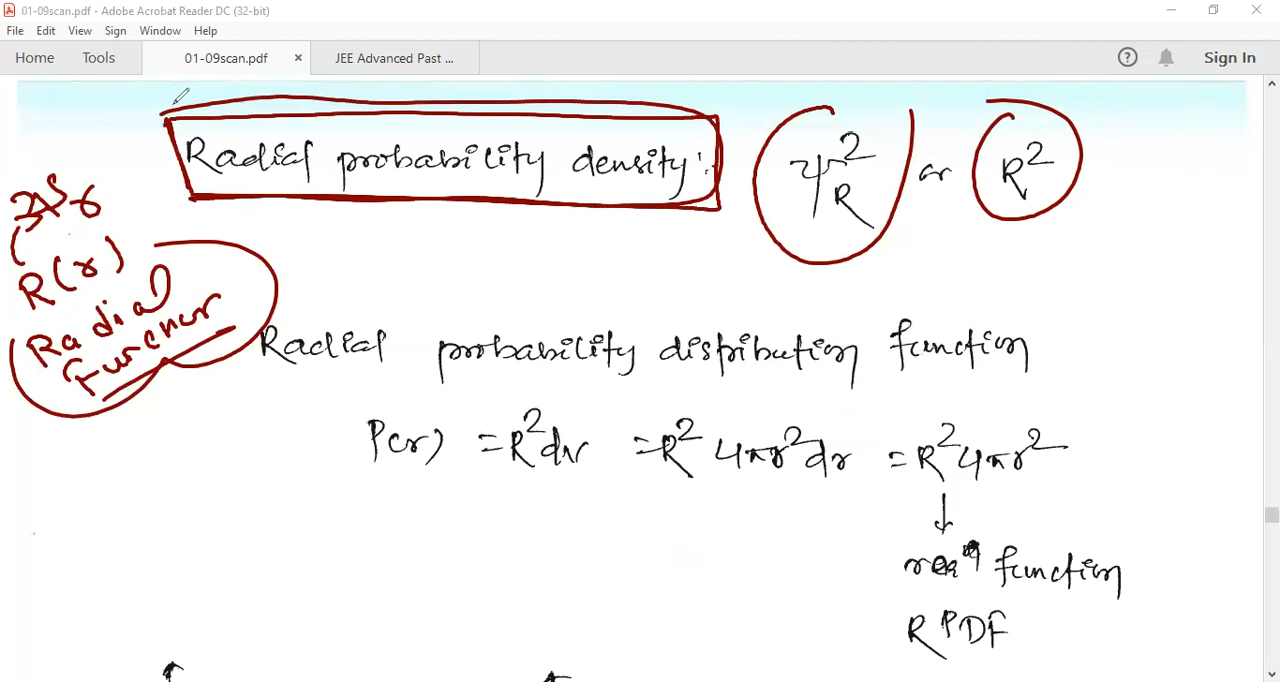 01-09scan.pdf - Adobe Acrobat Reader DC (32-bit)
File Edit View Sign Window Help
Home Tools 01-09scan.pdf × JEE Advanced Past ... Sign In
Radial probability density: ψ²R or R²
R(r)
Radial
Function
Radial probability distribution function
P(r) = R²dv = R² 4πr²dr = R² 4πr²
↓
function
RPDF